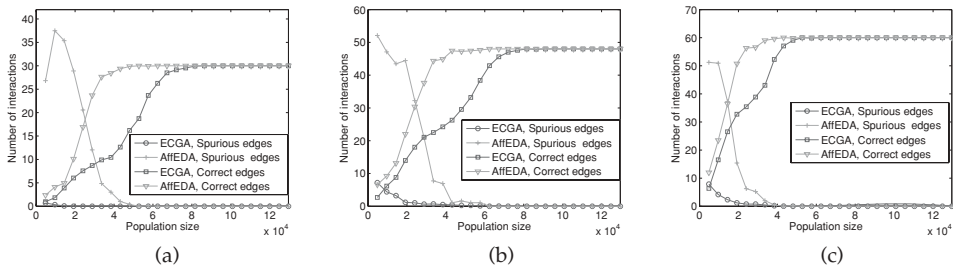 Number of interactions
40
35
30
25
20
15
10
5
0
ECGA, Spurious edges
AffEDA, Spurious edges
ECGA, Correct edges
AffEDA, Correct edges
0 2 4 6 8 10 12
Population size
x 10^4
(a)
Number of interactions
60
50
40
30
20
10
0
ECGA, Spurious edges
AffEDA, Spurious edges
ECGA, Correct edges
AffEDA, Correct edges
0 2 4 6 8 10 12
Population size
x 10^4
(b)
Number of interactions
70
60
50
40
30
20
10
0
ECGA, Spurious edges
AffEDA, Spurious edges
ECGA, Correct edges
AffEDA, Correct edges
0 2 4 6 8 10 12
Population size
x 10^4
(c)